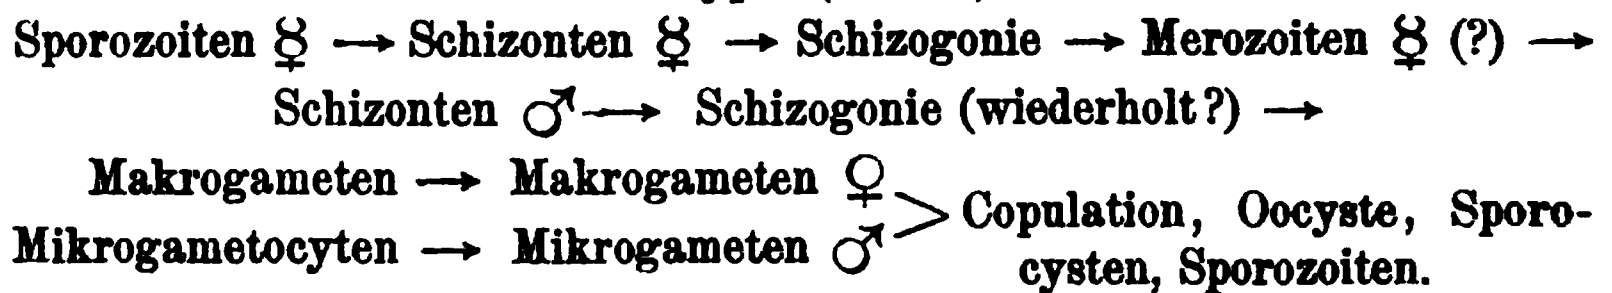 Sporozoiten ☿ → Schizonten ☿ → Schizogonie → Merozoiten ☿ (?) →
Schizonten ♂ → Schizogonie (wiederholt?) →
Makrogameten → Makrogameten ♀
Mikrogametocyten → Mikrogameten ♂ > Copulation, Oocyste, Sporo-
cysten, Sporozoiten.